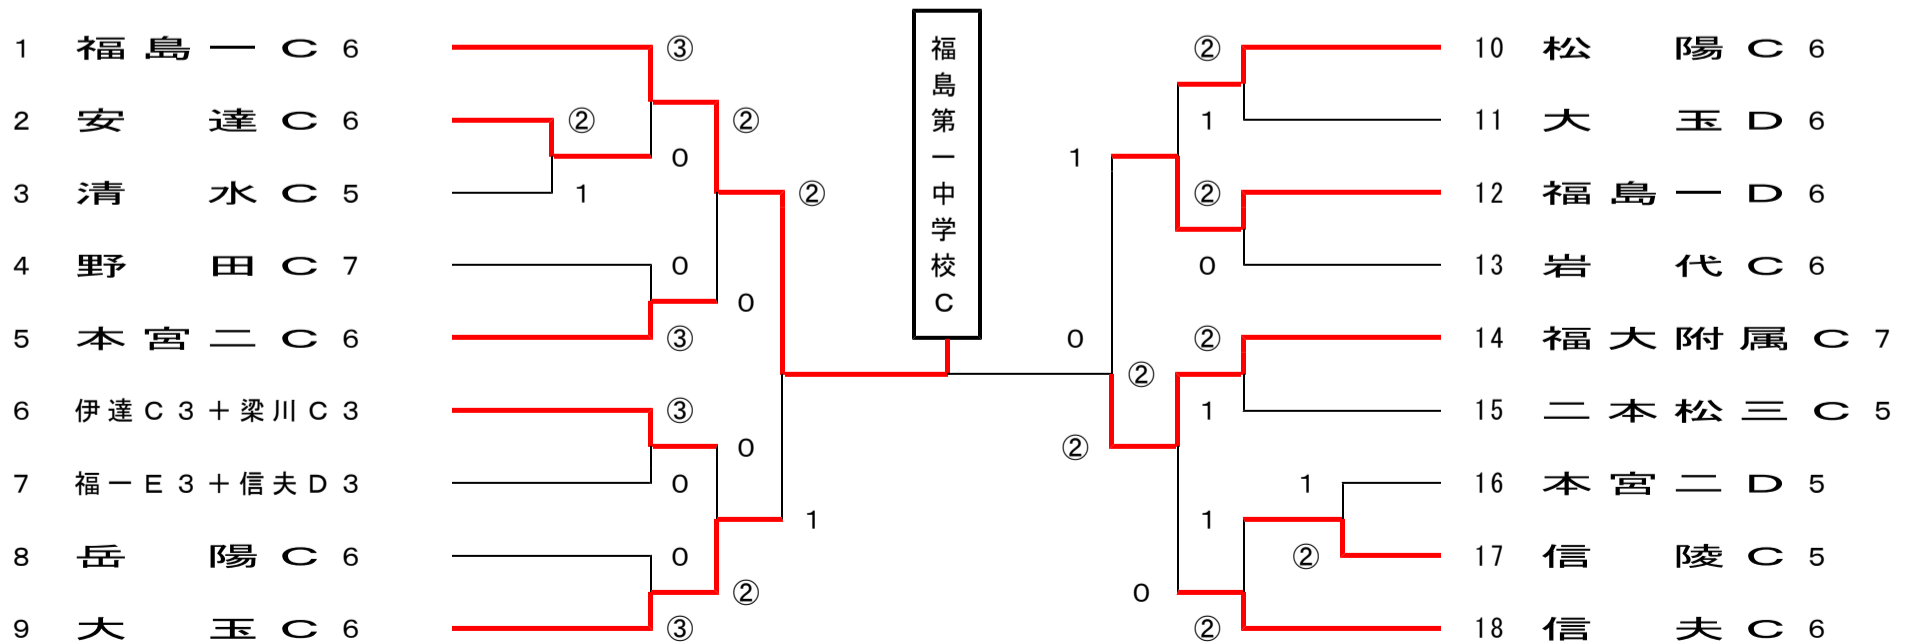 1 福島一C 6
2 安達C 6
3 清水C 5
4 野田C 7
5 本宮二C 6
6 伊達C3+梁川C3
7 福一E3+信夫D3
8 岳陽C 6
9 大玉C 6
③
②
1
0
0
③
③
0
0
③
②
0
0
②
②
1
福島第一中学校C
0
②
1
②
②
0
②
1
②
0
②
1
1
②
1
②
10 松陽C 6
11 大玉D 6
12 福島一D 6
13 岩代C 6
14 福大附属C 7
15 二本松三C 5
16 本宮二D 5
17 信陵C 5
18 信夫C 6